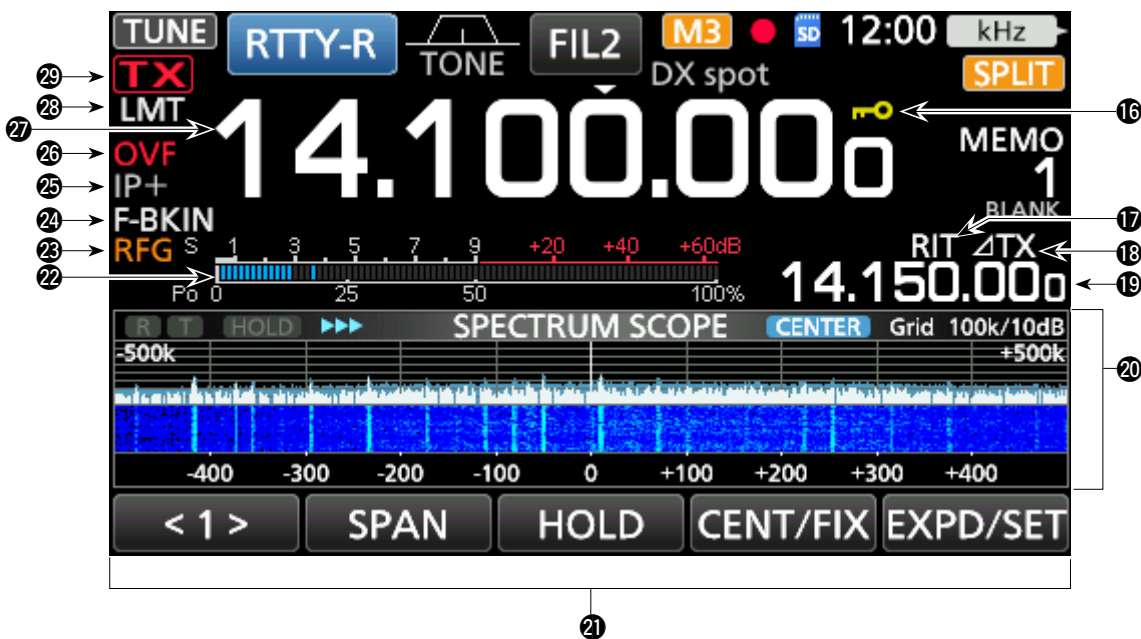 TUNE RTTY-R TONE FIL2 M3 SD 12:00 kHz
㉙ TX DX spot SPLIT
㉘ LMT
㉗ 14.100.000 ⑯
㉖ OVF MEMO
㉕ IP+ 1
㉔ F-BKIN BLANK ⑰
㉓ RFG S 1 3 5 7 9 +20 +40 +60dB RIT ⊿TX ⑱
㉒ 14.150.000 ⑲
Po 0 25 50 100%
R T HOLD SPECTRUM SCOPE CENTER Grid 100k/10dB
-500k +500k
⑳
-400 -300 -200 -100 0 +100 +200 +300 +400
< 1 > SPAN HOLD CENT/FIX EXPD/SET
㉑